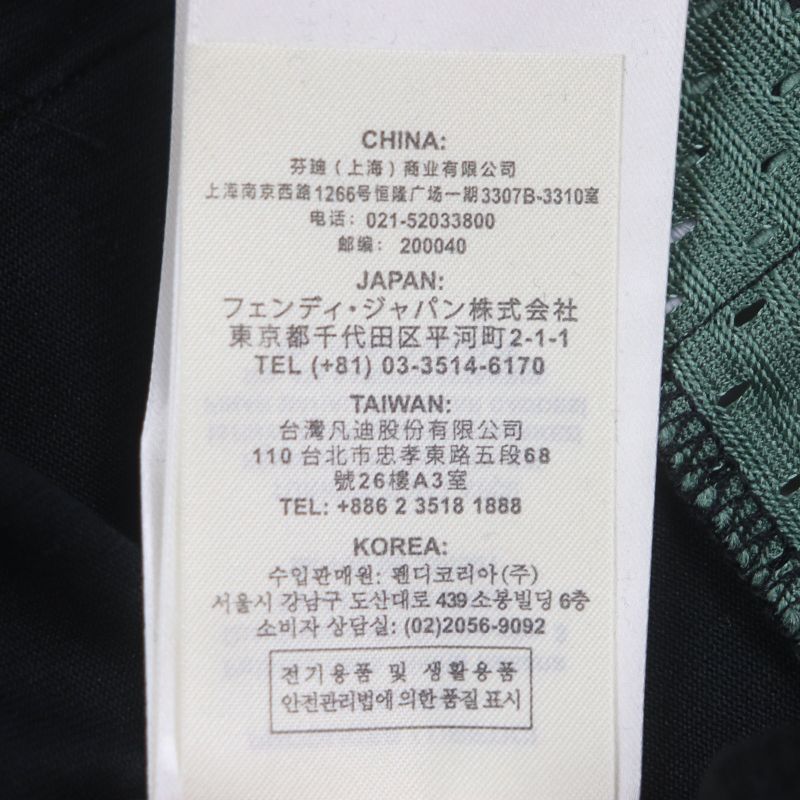 CHINA:
芬迪（上海）商业有限公司
上海南京西路1266号恒隆广场一期3307B-3310室
电话: 021-52033800
邮编: 200040
JAPAN:
フェンディ・ジャパン株式会社
東京都千代田区平河町2-1-1
TEL (+81) 03-3514-6170
TAIWAN:
台灣凡迪股份有限公司
110 台北市忠孝東路五段68
號26樓A3室
TEL: +886 2 3518 1888
KOREA:
수입판매원: 펜디코리아(주)
서울시 강남구 도산대로 439 소봉빌딩 6층
소비자 상담실: (02)2056-9092
전기용품 및 생활용품
안전관리법에 의한 품질 표시